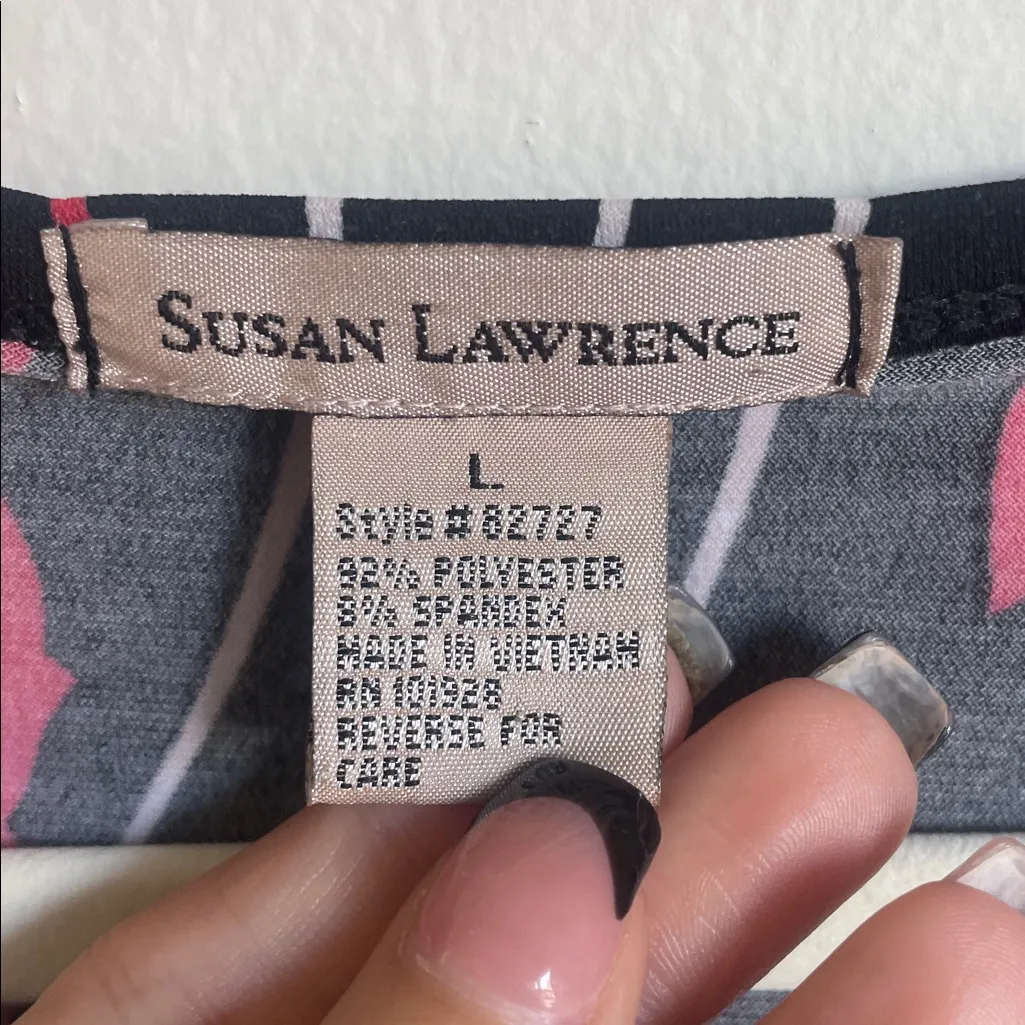 SUSAN LAWRENCE
L
Style # 82727
92% POLYESTER
8% SPANDEX
MADE IN VIETNAM
RN 101928
REVERSE FOR
CARE